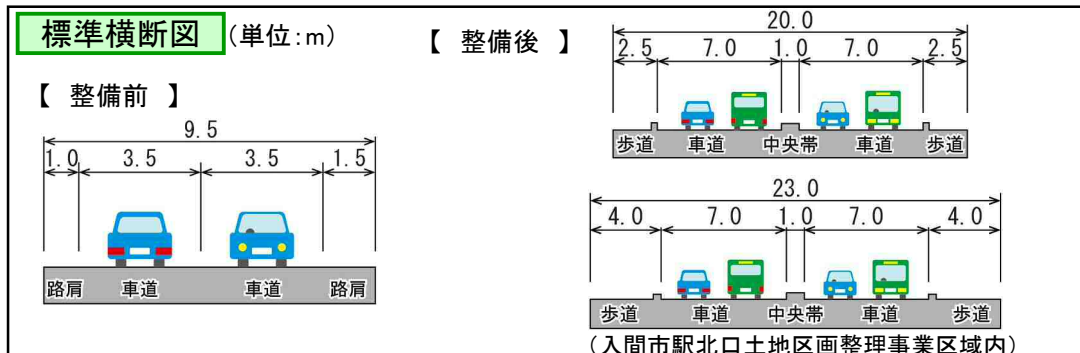 標準横断図 (単位:m)
【 整備前 】
9.5
1.0 3.5 3.5 1.5
路肩 車道 車道 路肩
【 整備後 】
20.0
2.5 7.0 1.0 7.0 2.5
歩道 車道 中央帯 車道 歩道
23.0
4.0 7.0 1.0 7.0 4.0
歩道 車道 中央帯 車道 歩道
(入間市駅北口土地区画整理事業区域内)